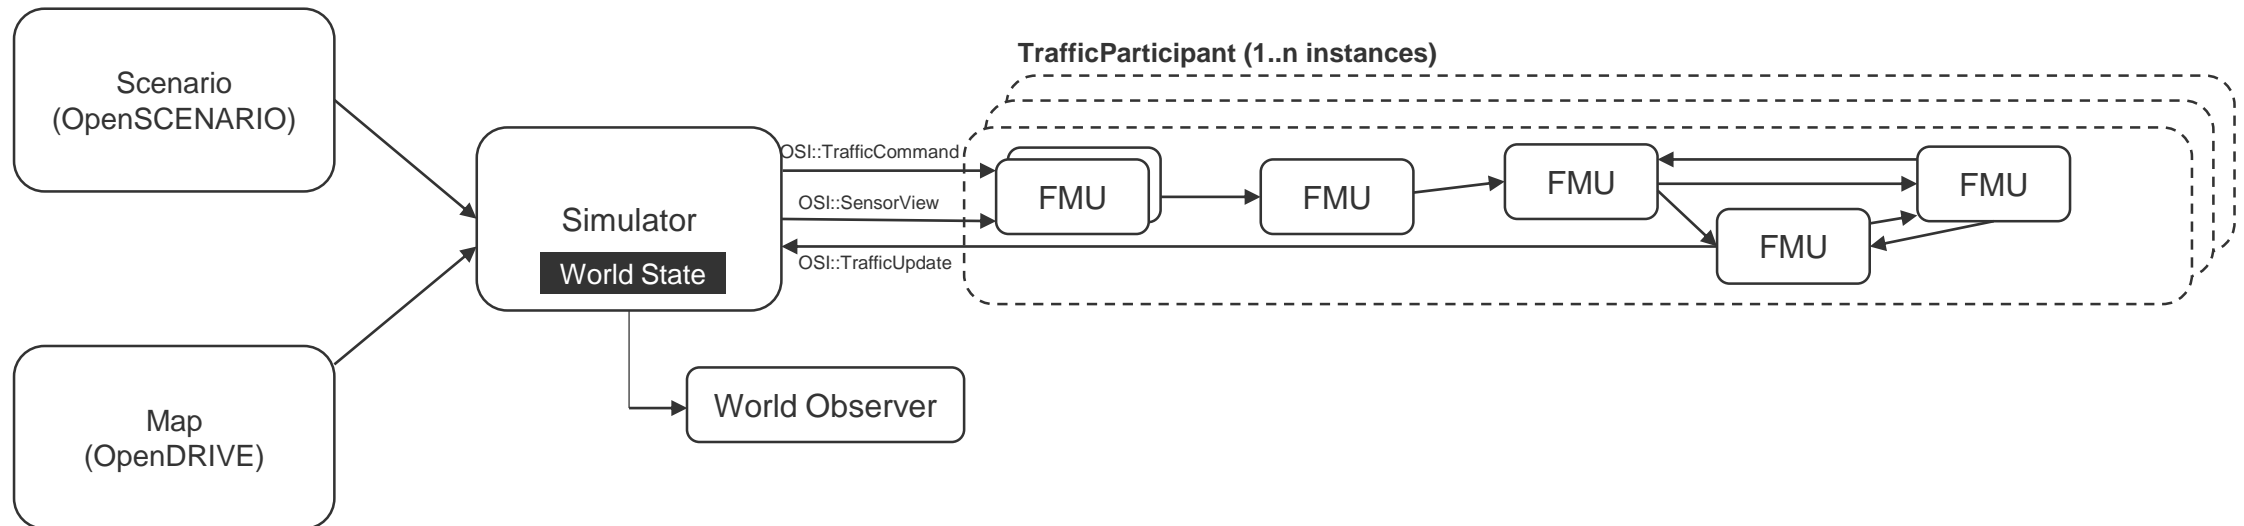 TrafficParticipant (1..n instances)
Scenario
(OpenSCENARIO)
OSI::TrafficCommand
FMU
FMU
FMU
FMU
OSI::SensorView
Simulator
FMU
World State
OSI::TrafficUpdate
World Observer
Map
(OpenDRIVE)